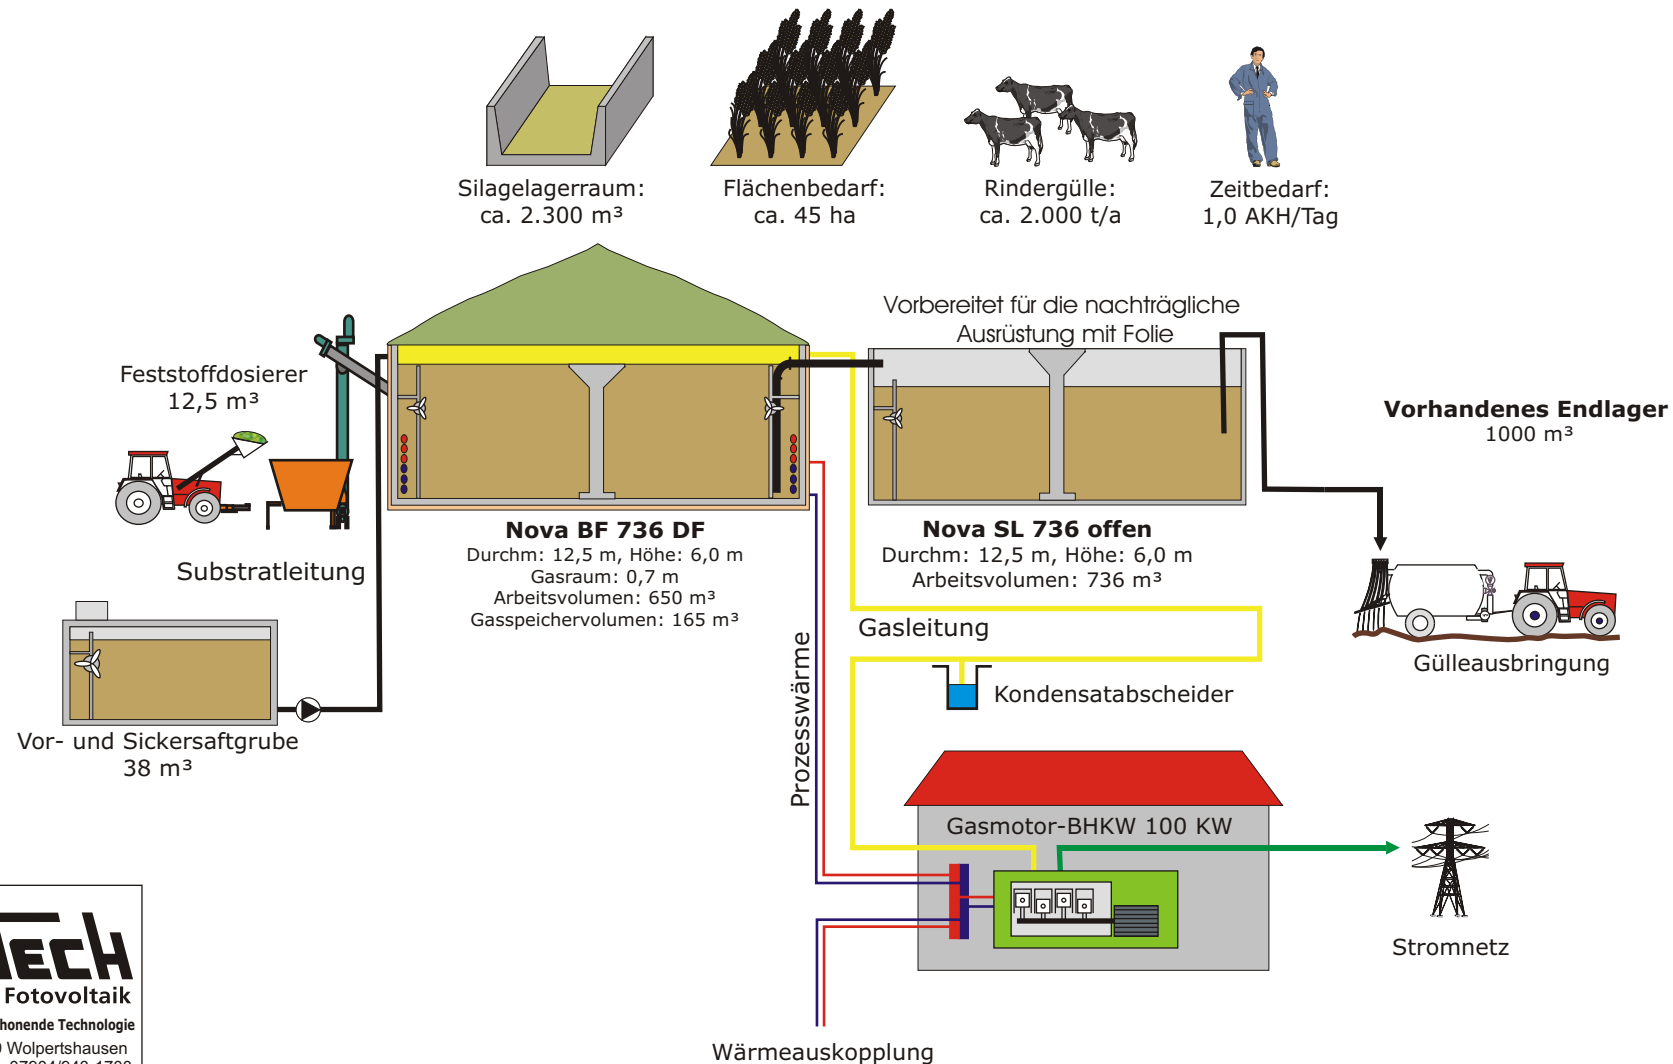 Silagelagerraum:
ca. 2.300 m³
Flächenbedarf:
ca. 45 ha
Rindergülle:
ca. 2.000 t/a
Zeitbedarf:
1,0 AKH/Tag
Vorbereitet für die nachträgliche
Ausrüstung mit Folie
Feststoffdosierer
12,5 m³
Vorhandenes Endlager
1000 m³
Nova BF 736 DF
Durchm: 12,5 m, Höhe: 6,0 m
Gasraum: 0,7 m
Arbeitsvolumen: 650 m³
Gasspeichervolumen: 165 m³
Nova SL 736 offen
Durchm: 12,5 m, Höhe: 6,0 m
Arbeitsvolumen: 736 m³
Substratleitung
Gasleitung
Gülleausbringung
Prozesswärme
Kondensatabscheider
Vor- und Sickersaftgrube
38 m³
Gasmotor-BHKW 100 KW
Stromnetz
Wärmeauskopplung
TECH
Fotovoltaik
honende Technologie
Wolpertshausen